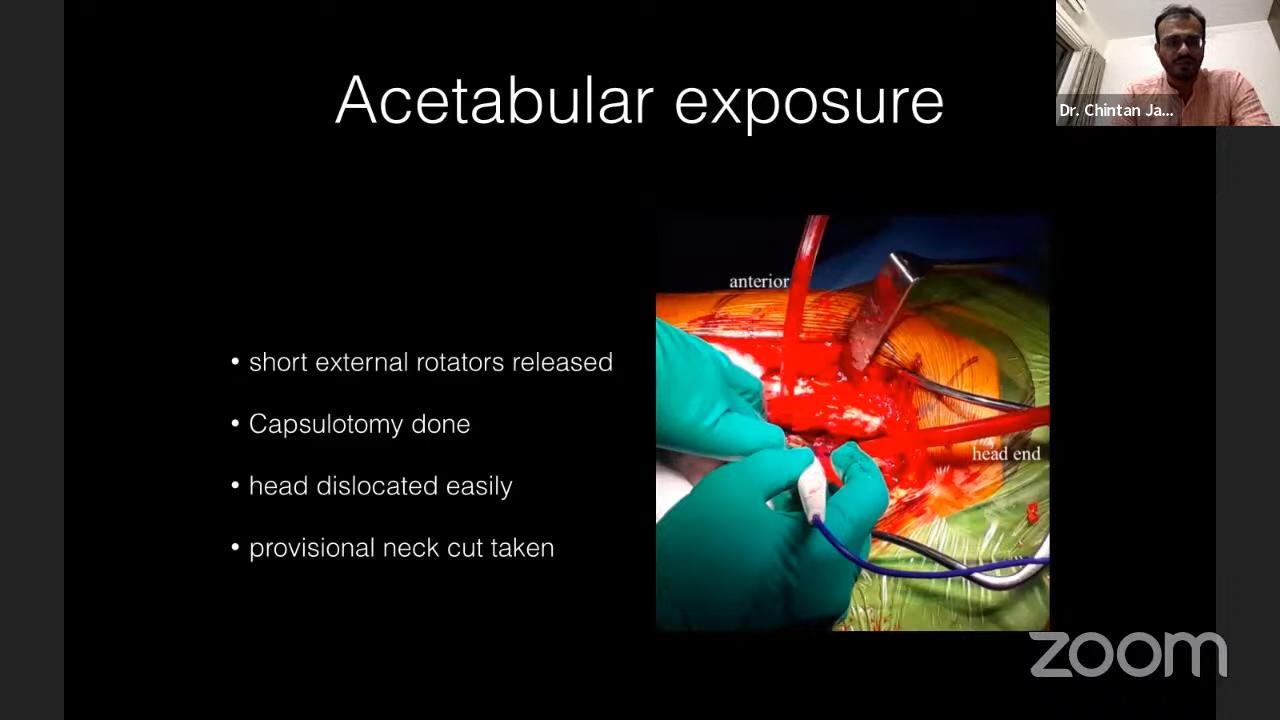 Acetabular exposure
Dr. Chintan Ja...
anterior
• short external rotators released
• Capsulotomy done
head end
• head dislocated easily
• provisional neck cut taken
zoom